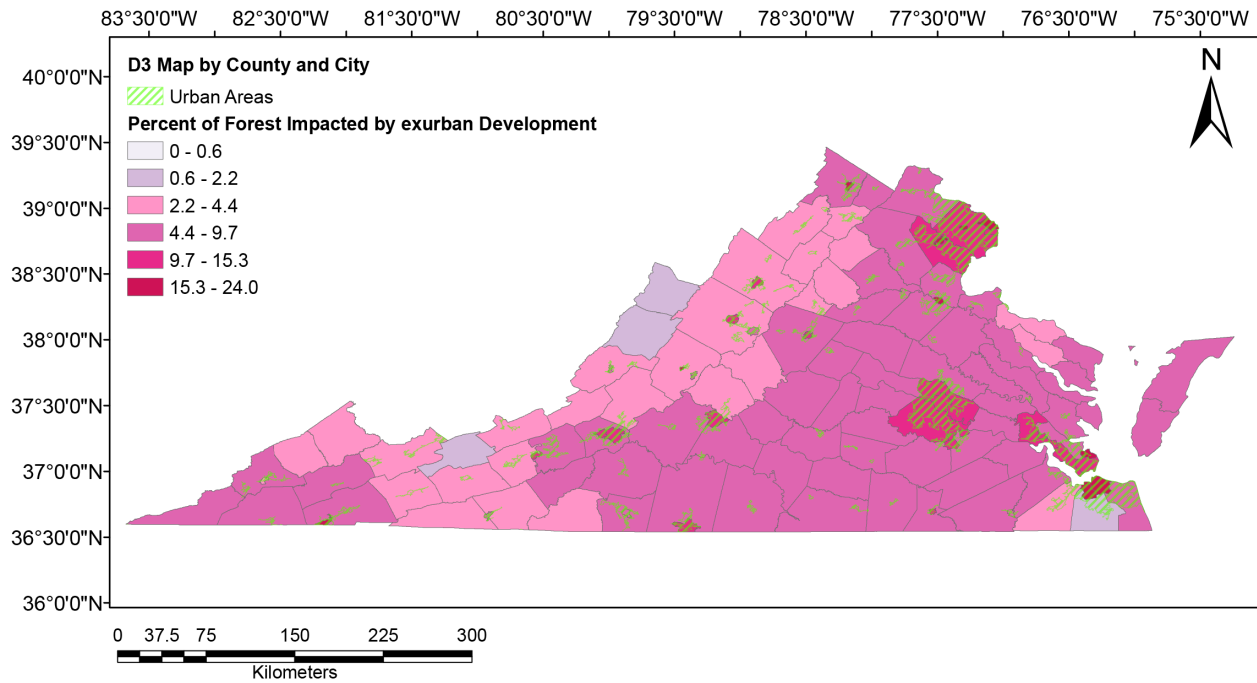 83°30'0"W 82°30'0"W 81°30'0"W 80°30'0"W 79°30'0"W 78°30'0"W 77°30'0"W 76°30'0"W 75°30'0"W
40°0'0"N
39°30'0"N
39°0'0"N
38°30'0"N
38°0'0"N
37°30'0"N
37°0'0"N
36°30'0"N
36°0'0"N
D3 Map by County and City
Urban Areas
Percent of Forest Impacted by exurban Development
0 - 0.6
0.6 - 2.2
2.2 - 4.4
4.4 - 9.7
9.7 - 15.3
15.3 - 24.0
N
0 37.5 75 150 225 300
Kilometers